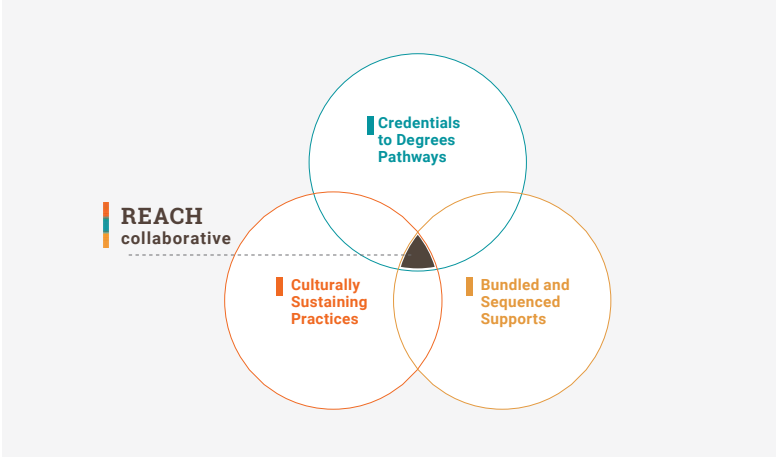 Credentials
to Degrees
Pathways
REACH
collaborative
Culturally
Sustaining
Practices
Bundled and
Sequenced
Supports